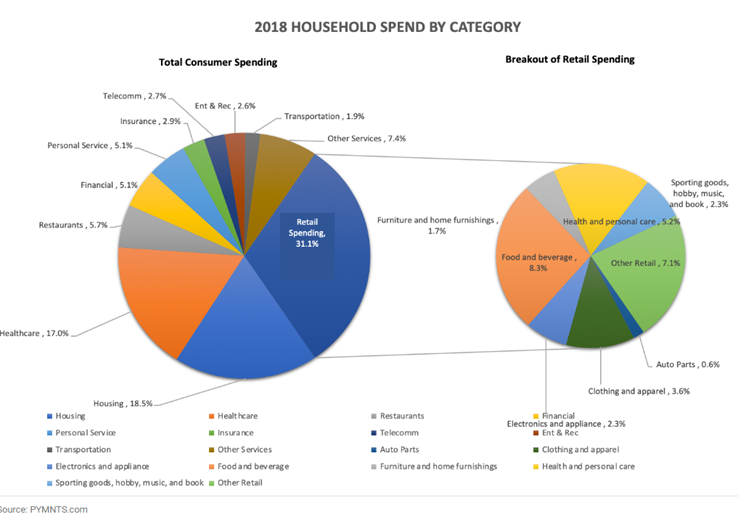 2018 HOUSEHOLD SPEND BY CATEGORY
Total Consumer Spending
Breakout of Retail Spending
Telecomm , 2.7%
Ent & Rec , 2.6%
Transportation , 1.9%
Insurance , 2.9%
Other Services , 7.4%
Personal Service , 5.1%
Financial , 5.1%
Restaurants , 5.7%
Retail
Spending,
31.1%
Healthcare , 17.0%
Housing , 18.5%
Furniture and home furnishings ,
1.7%
Sporting goods,
hobby, music,
and book , 2.3%
Health and personal care , 5.2%
Food and beverage ,
8.3%
Other Retail , 7.1%
Auto Parts , 0.6%
Clothing and apparel , 3.6%
Electronics and appliance , 2.3%
Housing Healthcare Restaurants Financial
Personal Service Insurance Telecomm Ent & Rec
Transportation Other Services Auto Parts Clothing and apparel
Electronics and appliance Food and beverage Furniture and home furnishings Health and personal care
Sporting goods, hobby, music, and book Other Retail
Source: PYMNTS.com